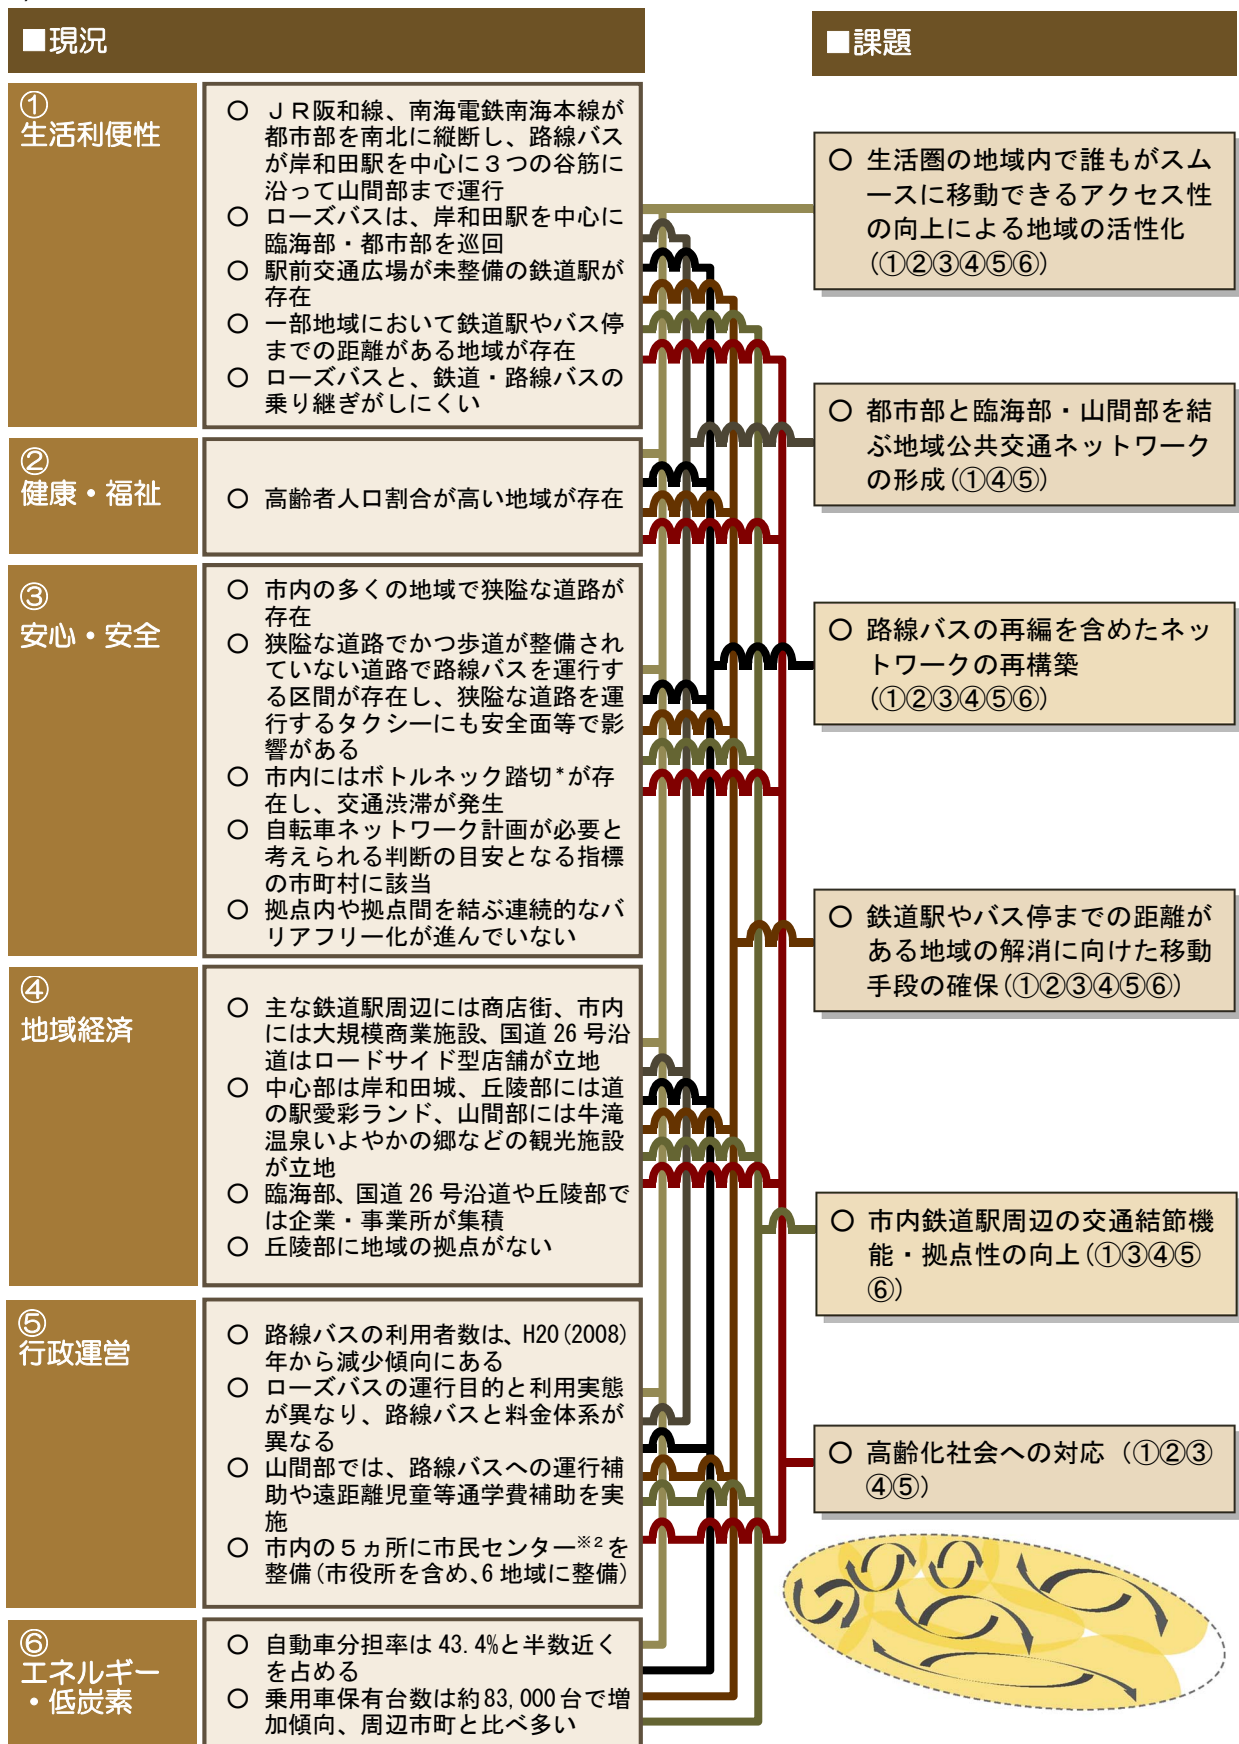 ■現況
①
生活利便性
○ ＪＲ阪和線、南海電鉄南海本線が
都市部を南北に縦断し、路線バス
が岸和田駅を中心に３つの谷筋に
沿って山間部まで運行
○ ローズバスは、岸和田駅を中心に
臨海部・都市部を巡回
○ 駅前交通広場が未整備の鉄道駅が
存在
○ 一部地域において鉄道駅やバス停
までの距離がある地域が存在
○ ローズバスと、鉄道・路線バスの
乗り継ぎがしにくい
②
健康・福祉
○ 高齢者人口割合が高い地域が存在
③
安心・安全
○ 市内の多くの地域で狭隘な道路が
存在
○ 狭隘な道路でかつ歩道が整備され
ていない道路で路線バスを運行す
る区間が存在し、狭隘な道路を運
行するタクシーにも安全面等で影
響がある
○ 市内にはボトルネック踏切*が存
在し、交通渋滞が発生
○ 自転車ネットワーク計画が必要と
考えられる判断の目安となる指標
の市町村に該当
○ 拠点内や拠点間を結ぶ連続的なバ
リアフリー化が進んでいない
④
地域経済
○ 主な鉄道駅周辺には商店街、市内
には大規模商業施設、国道 26 号沿
道はロードサイド型店舗が立地
○ 中心部は岸和田城、丘陵部には道
の駅愛彩ランド、山間部には牛滝
温泉いよやかの郷などの観光施設
が立地
○ 臨海部、国道 26 号沿道や丘陵部で
は企業・事業所が集積
○ 丘陵部に地域の拠点がない
⑤
行政運営
○ 路線バスの利用者数は、H20(2008)
年から減少傾向にある
○ ローズバスの運行目的と利用実態
が異なり、路線バスと料金体系が
異なる
○ 山間部では、路線バスへの運行補
助や遠距離児童等通学費補助を実
施
○ 市内の５ヵ所に市民センター※2を
整備(市役所を含め、6 地域に整備)
⑥
エネルギー
・低炭素
○ 自動車分担率は 43.4%と半数近く
を占める
○ 乗用車保有台数は約 83,000 台で増
加傾向、周辺市町と比べ多い
■課題
○ 生活圏の地域内で誰もがスム
ースに移動できるアクセス性
の向上による地域の活性化
(①②③④⑤⑥)
○ 都市部と臨海部・山間部を結
ぶ地域公共交通ネットワーク
の形成(①④⑤)
○ 路線バスの再編を含めたネッ
トワークの再構築
(①②③④⑤⑥)
○ 鉄道駅やバス停までの距離が
ある地域の解消に向けた移動
手段の確保(①②③④⑤⑥)
○ 市内鉄道駅周辺の交通結節機
能・拠点性の向上(①③④⑤
⑥)
○ 高齢化社会への対応 (①②③
④⑤)